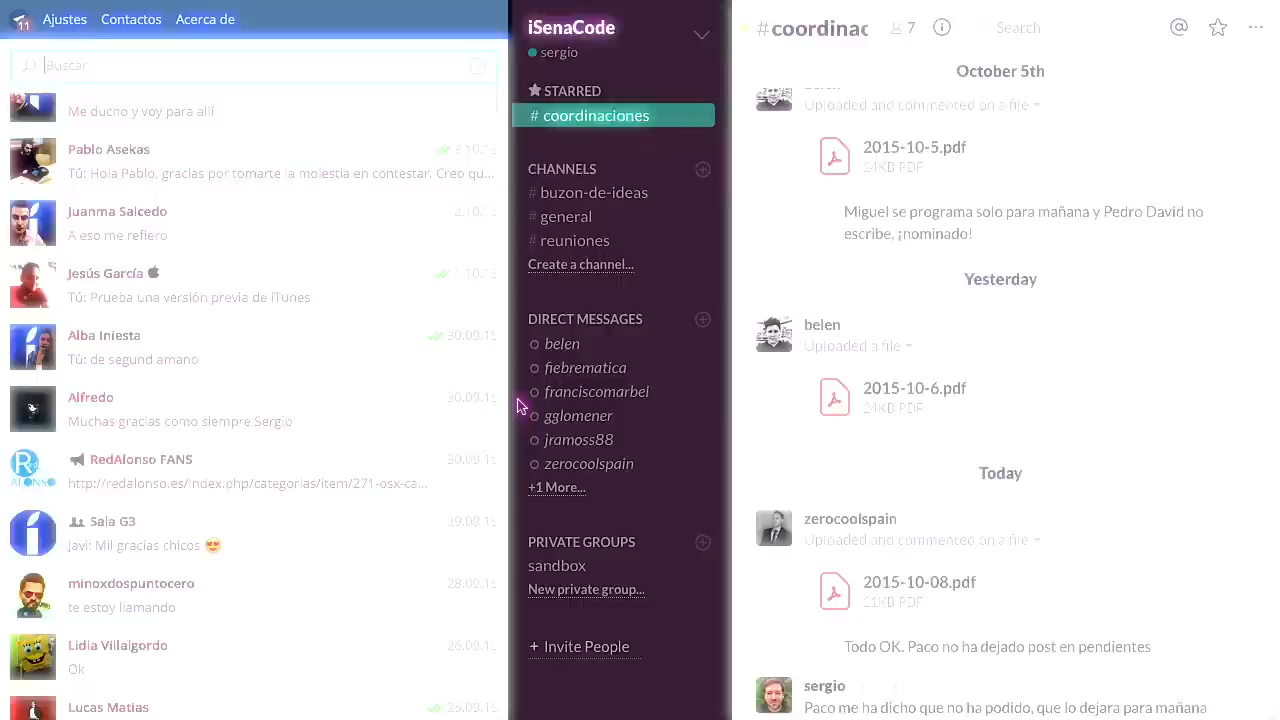 11 Ajustes Contactos Acerca de
Buscar
Me ducno y voy para allí
Pablo Asekas
Tú: Hola Pablo, gracias por tomarte la molestia en contestar. Creo qu...
Juanma Salcedo 2.10.15
A eso me refiero
Jesús García 1.10.15
Tú: Prueba una versión previa de iTunes
Alba Iniesta 30.09.15
Tú: de segund amano
Alfredo 30.09.15
Muchas gracias como siempre Sergio
RedAlonso FANS 30.09.15
http://redalonso.es/index.php/categorias/item/271-osx-ca...
Sala G3 29.09.15
Javi: Mil gracias chicos 😍
minoxdospuntocero 28.09.15
te estoy llamando
Lidia Villalgordo 26.09.15
Ok
Lucas Matias 25.09.15
iSenaCode
sergio
STARRED
# coordinaciones
CHANNELS
# buzon-de-ideas
# general
# reuniones
Create a channel...
DIRECT MESSAGES
belen
fiebrematica
franciscomarbel
gglomener
jramoss88
zerocoolspain
+1 More...
PRIVATE GROUPS
sandbox
New private group...
+ Invite People
#coordinac 7 Search
October 5th
belen
Uploaded and commented on a file
2015-10-5.pdf
24KB PDF
Miguel se programa solo para mañana y Pedro David no
escribe, ¡nominado!
Yesterday
belen
Uploaded a file
2015-10-6.pdf
24KB PDF
Today
zerocoolspain
Uploaded and commented on a file
2015-10-08.pdf
21KB PDF
Todo OK. Paco no ha dejado post en pendientes
sergio
Paco me ha dicho que no ha podido, que lo dejara para mañana